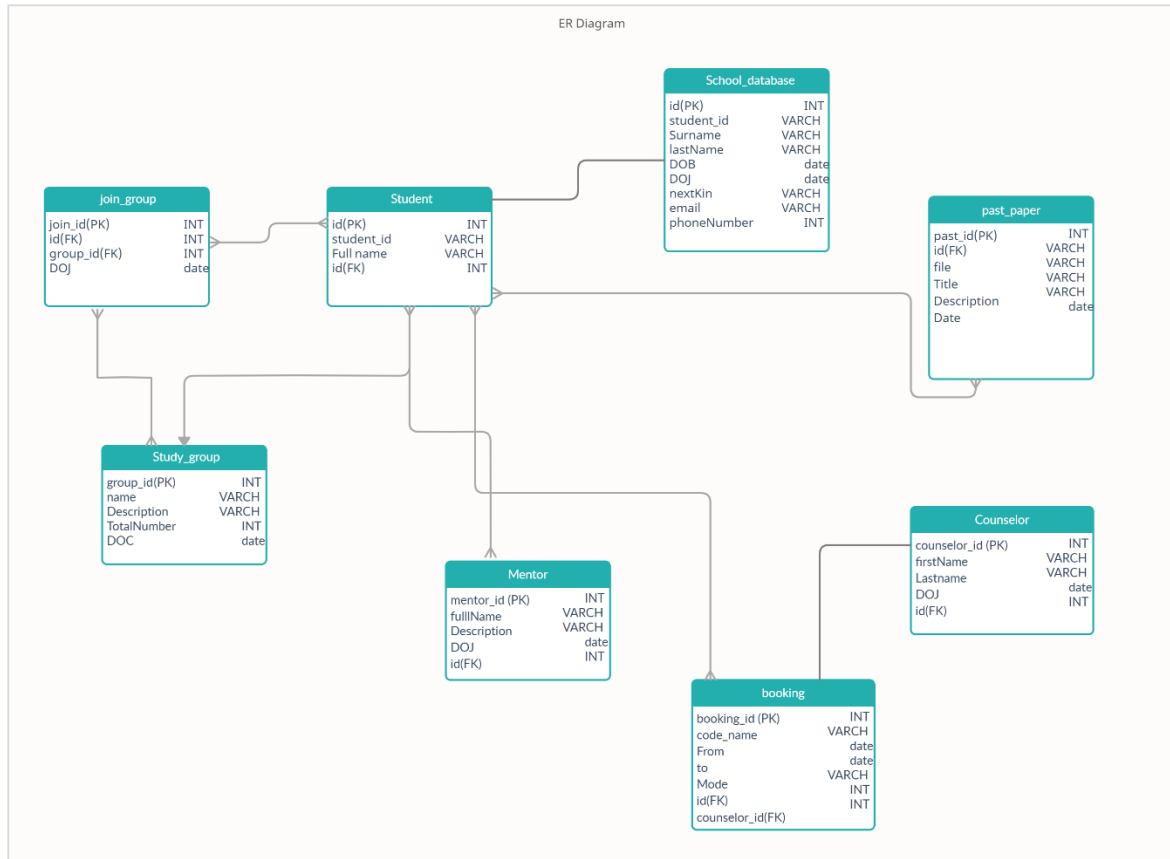 ER Diagram
School_database
id(PK) INT
student_id VARCH
Surname VARCH
lastName VARCH
DOB date
DOJ date
nextKin VARCH
email VARCH
phoneNumber INT
join_group
join_id(PK) INT
id(FK) INT
group_id(FK) INT
DOJ date
Student
id(PK) INT
student_id VARCH
Full name VARCH
id(FK) INT
past_paper
past_id(PK) INT
id(FK) VARCH
file VARCH
Title VARCH
Description VARCH
Date date
Study_group
group_id(PK) INT
name VARCH
Description VARCH
TotalNumber INT
DOC date
Mentor
mentor_id (PK) INT
fulllName VARCH
Description VARCH
DOJ date
id(FK) INT
Counselor
counselor_id (PK) INT
firstName VARCH
Lastname VARCH
DOJ date
id(FK) INT
booking
booking_id (PK) INT
code_name VARCH
From date
to date
Mode VARCH
id(FK) INT
counselor_id(FK) INT